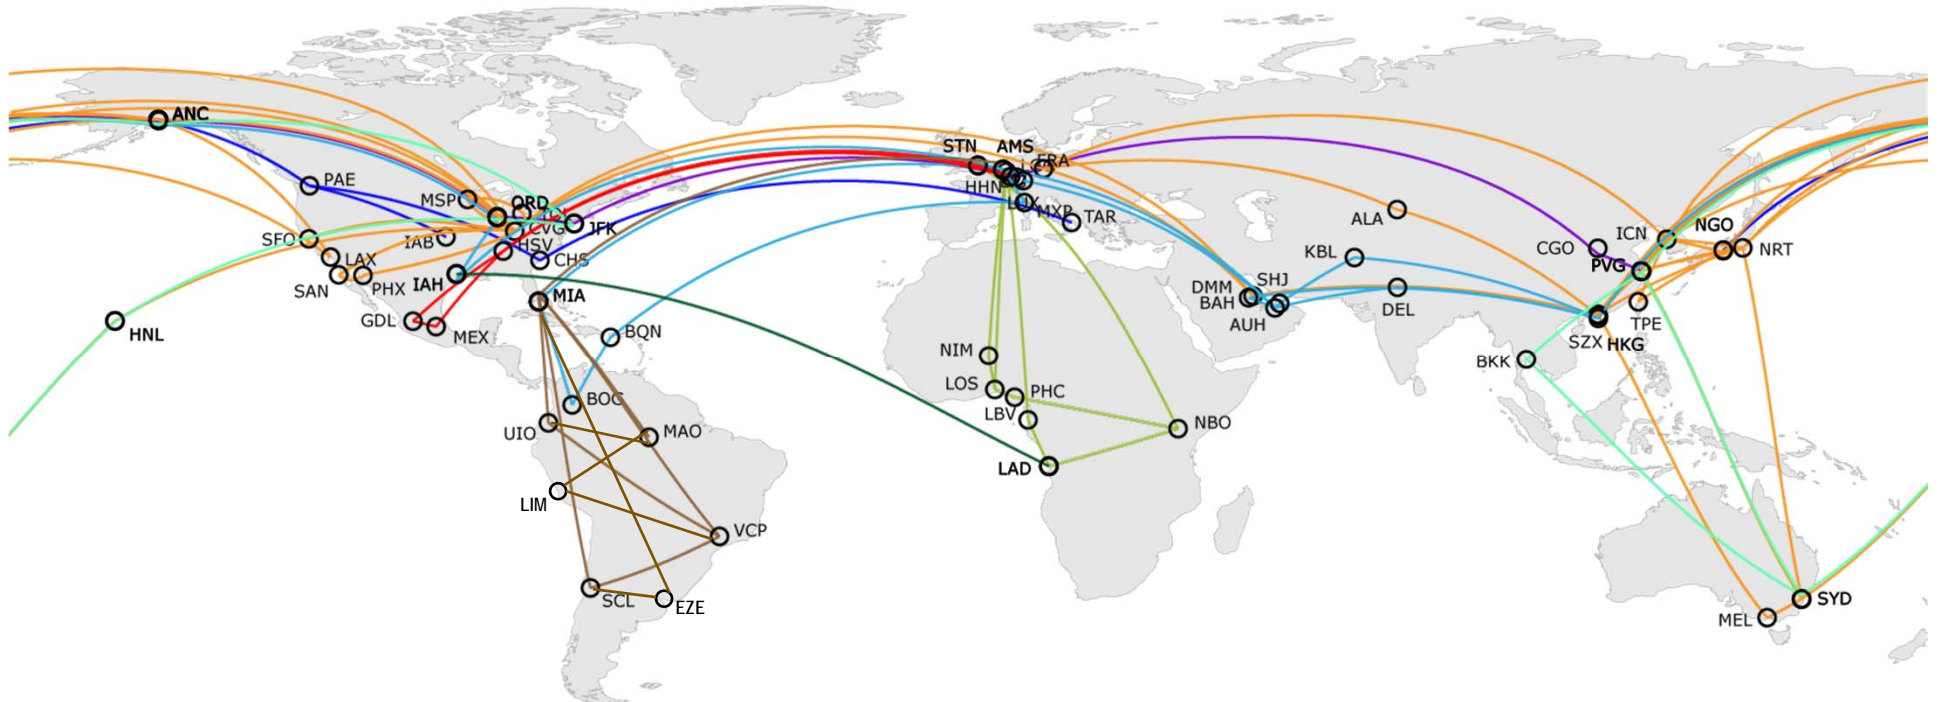 ANC
STN
AMS
FRA
PAE
HHN
MSP
ORD
MXP
TAR
ALA
JFK
CVG
ICN
NGO
SFO
IAB
HSV
CGO
NRT
LAX
CHS
KBL
PVG
SAN
PHX
IAH
DMM
SHJ
MIA
BAH
DEL
AUH
TPE
HNL
GDL
MEX
BQN
SZX
HKG
NIM
BKK
LOS
PHC
BOG
LBV
UIO
MAO
NBO
LAD
LIM
VCP
SCL
EZE
MEL
SYD